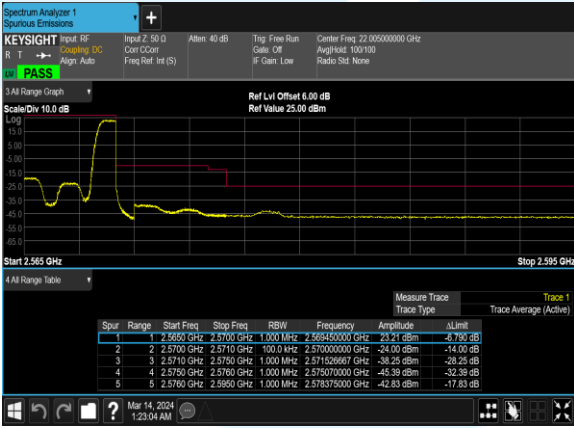 Spectrum Analyzer 1
Spurious Emissions
+
KEYSIGHT
R T
LW PASS
Input: RF
Coupling: DC
Align: Auto
Input Z: 50 Ω
Corr CCorr
Freq Ref: Int (S)
Atten: 40 dB
Trig: Free Run
Gate: Off
IF Gain: Low
Center Freq: 22.005000000 GHz
Avg|Hold: 100/100
Radio Std: None
3 All Range Graph
Scale/Div 10.0 dB
Ref Lvl Offset 6.00 dB
Ref Value 25.00 dBm
Log
15.0
5.00
-5.00
-15.0
-25.0
-35.0
-45.0
-55.0
-65.0
Start 2.565 GHz
Stop 2.595 GHz
4 All Range Table
Measure Trace Trace 1
Trace Type Trace Average (Active)
Spur Range Start Freq Stop Freq RBW Frequency Amplitude ΔLimit
1 1 2.5650 GHz 2.5700 GHz 1.000 MHz 2.569450000 GHz 23.21 dBm -6.790 dB
2 2 2.5700 GHz 2.5710 GHz 100.0 kHz 2.570000000 GHz -24.00 dBm -14.00 dB
3 3 2.5710 GHz 2.5750 GHz 1.000 MHz 2.571526667 GHz -38.25 dBm -28.25 dB
4 4 2.5750 GHz 2.5760 GHz 1.000 MHz 2.575070000 GHz -45.39 dBm -32.39 dB
5 5 2.5760 GHz 2.5950 GHz 1.000 MHz 2.578375000 GHz -42.83 dBm -17.83 dB
?
Mar 14, 2024
1:23:04 AM